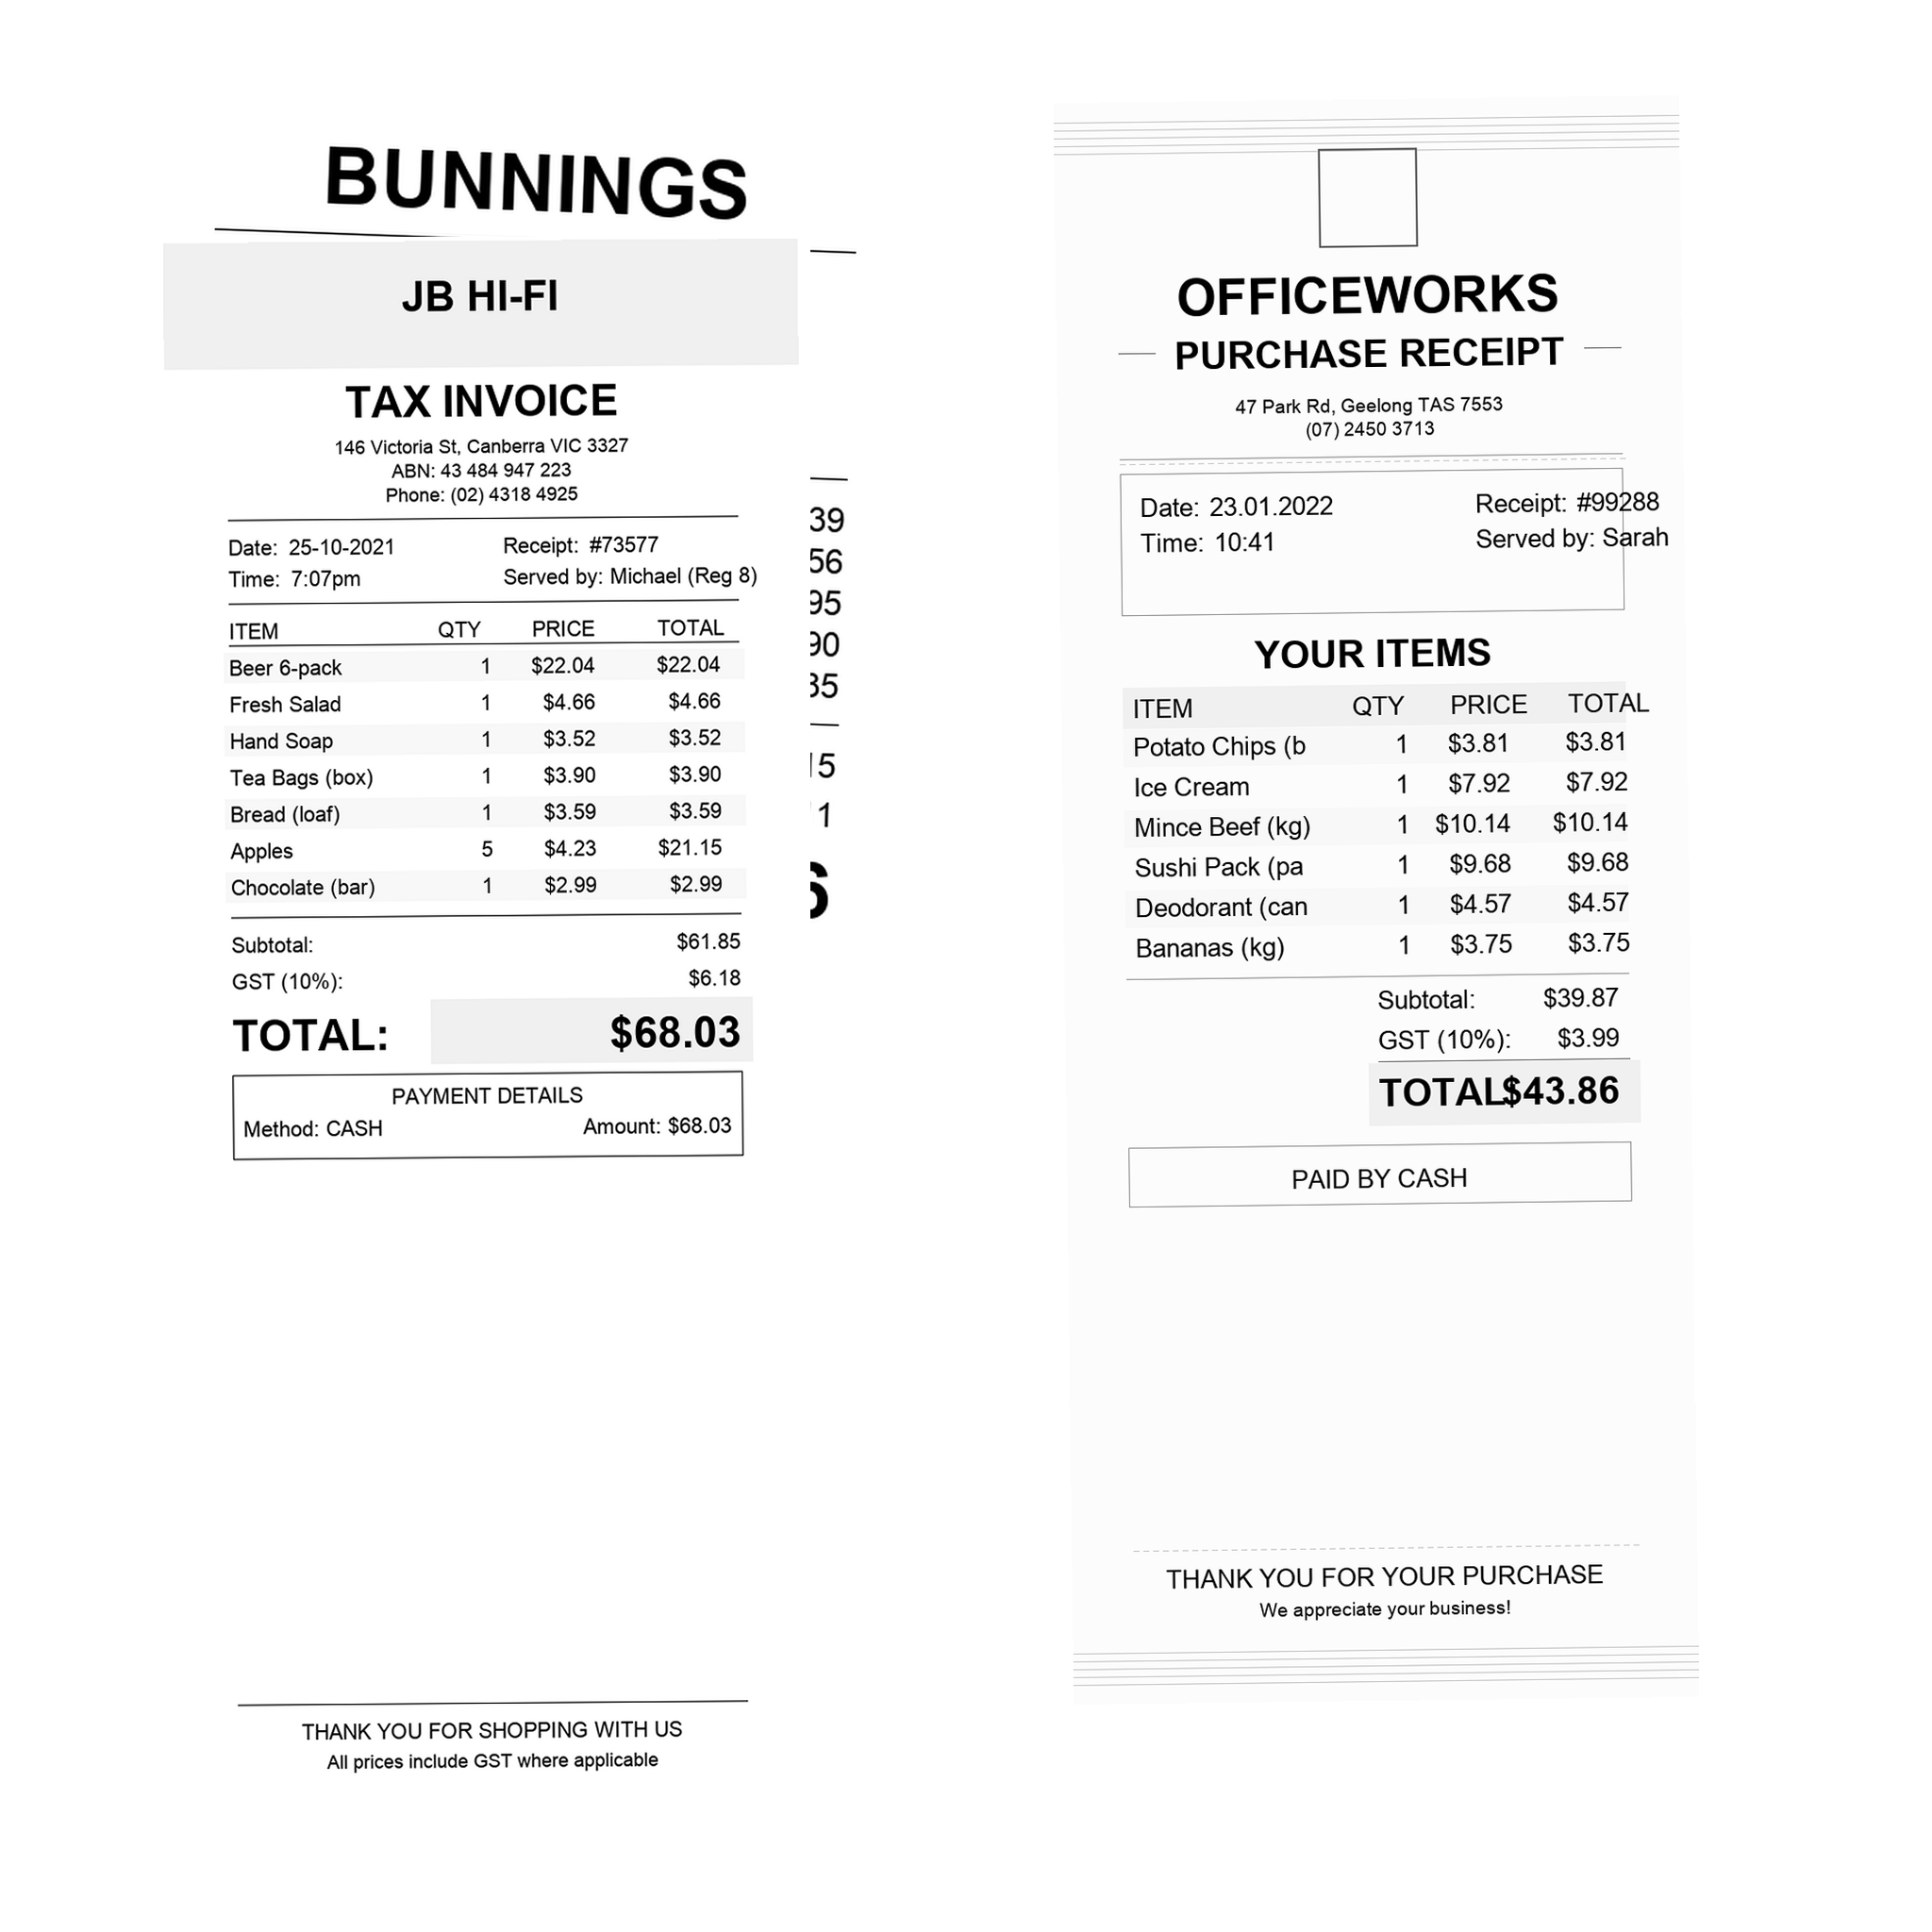 BUNNINGS
JB HI-FI
TAX INVOICE
146 Victoria St, Canberra VIC 3327
ABN: 43 484 947 223
Phone: (02) 4318 4925
Date: 25-10-2021 Receipt: #73577
Time: 7:07pm Served by: Michael (Reg 8)
ITEM QTY PRICE TOTAL
Beer 6-pack 1 $22.04 $22.04
Fresh Salad 1 $4.66 $4.66
Hand Soap 1 $3.52 $3.52
Tea Bags (box) 1 $3.90 $3.90
Bread (loaf) 1 $3.59 $3.59
Apples 5 $4.23 $21.15
Chocolate (bar) 1 $2.99 $2.99
Subtotal: $61.85
GST (10%): $6.18
TOTAL: $68.03
PAYMENT DETAILS
Method: CASH Amount: $68.03
THANK YOU FOR SHOPPING WITH US
All prices include GST where applicable
OFFICEWORKS
PURCHASE RECEIPT
47 Park Rd, Geelong TAS 7553
(07) 2450 3713
Date: 23.01.2022 Receipt: #99288
Time: 10:41 Served by: Sarah
YOUR ITEMS
ITEM QTY PRICE TOTAL
Potato Chips (b 1 $3.81 $3.81
Ice Cream 1 $7.92 $7.92
Mince Beef (kg) 1 $10.14 $10.14
Sushi Pack (pa 1 $9.68 $9.68
Deodorant (can 1 $4.57 $4.57
Bananas (kg) 1 $3.75 $3.75
Subtotal: $39.87
GST (10%): $3.99
TOTAL $43.86
PAID BY CASH
THANK YOU FOR YOUR PURCHASE
We appreciate your business!